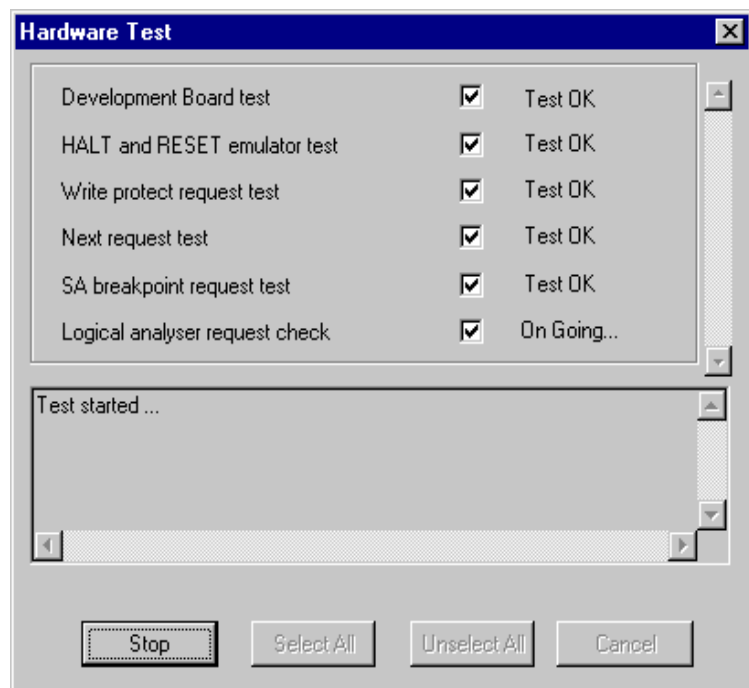 Hardware Test
Development Board test Test OK
HALT and RESET emulator test Test OK
Write protect request test Test OK
Next request test Test OK
SA breakpoint request test Test OK
Logical analyser request check On Going...
Test started ...
Stop Select All Unselect All Cancel